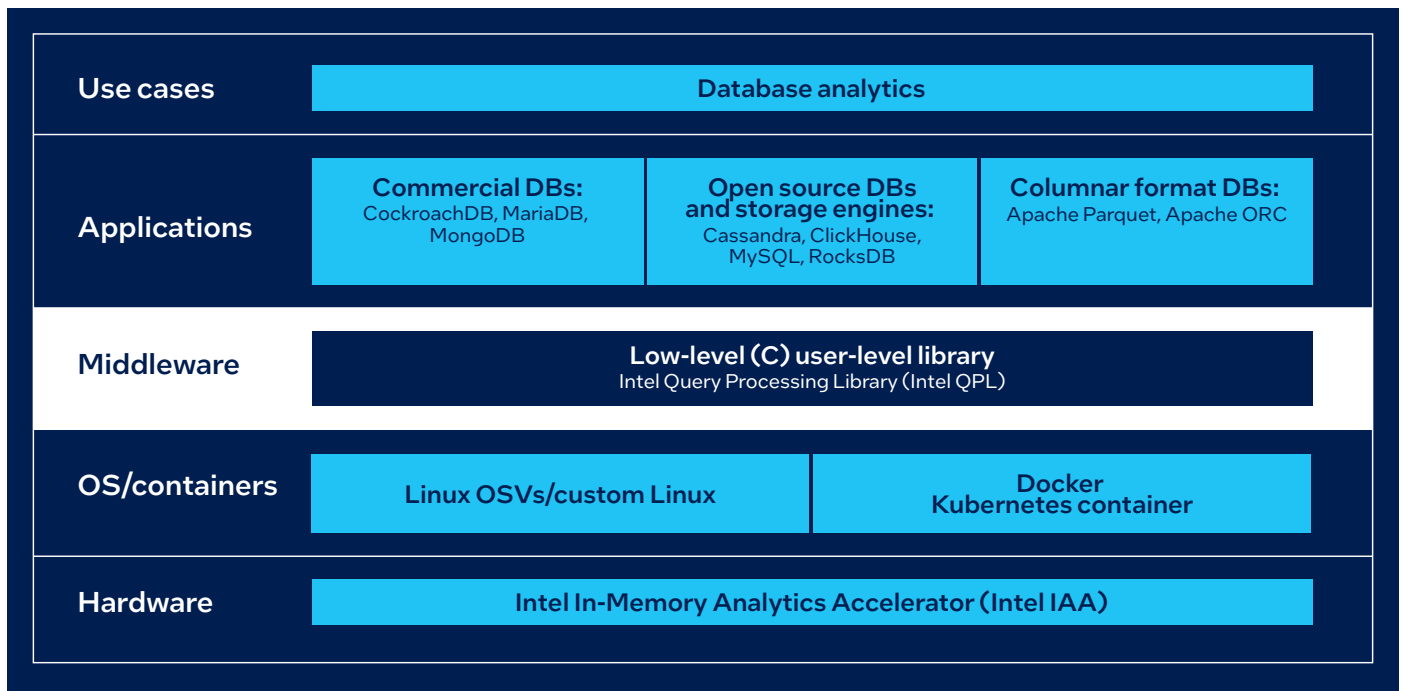 Use cases
Database analytics
Applications
Commercial DBs:
CockroachDB, MariaDB,
MongoDB
Open source DBs
and storage engines:
Cassandra, ClickHouse,
MySQL, RocksDB
Columnar format DBs:
Apache Parquet, Apache ORC
Middleware
Low-level (C) user-level library
Intel Query Processing Library (Intel QPL)
OS/containers
Linux OSVs/custom Linux
Docker
Kubernetes container
Hardware
Intel In-Memory Analytics Accelerator (Intel IAA)